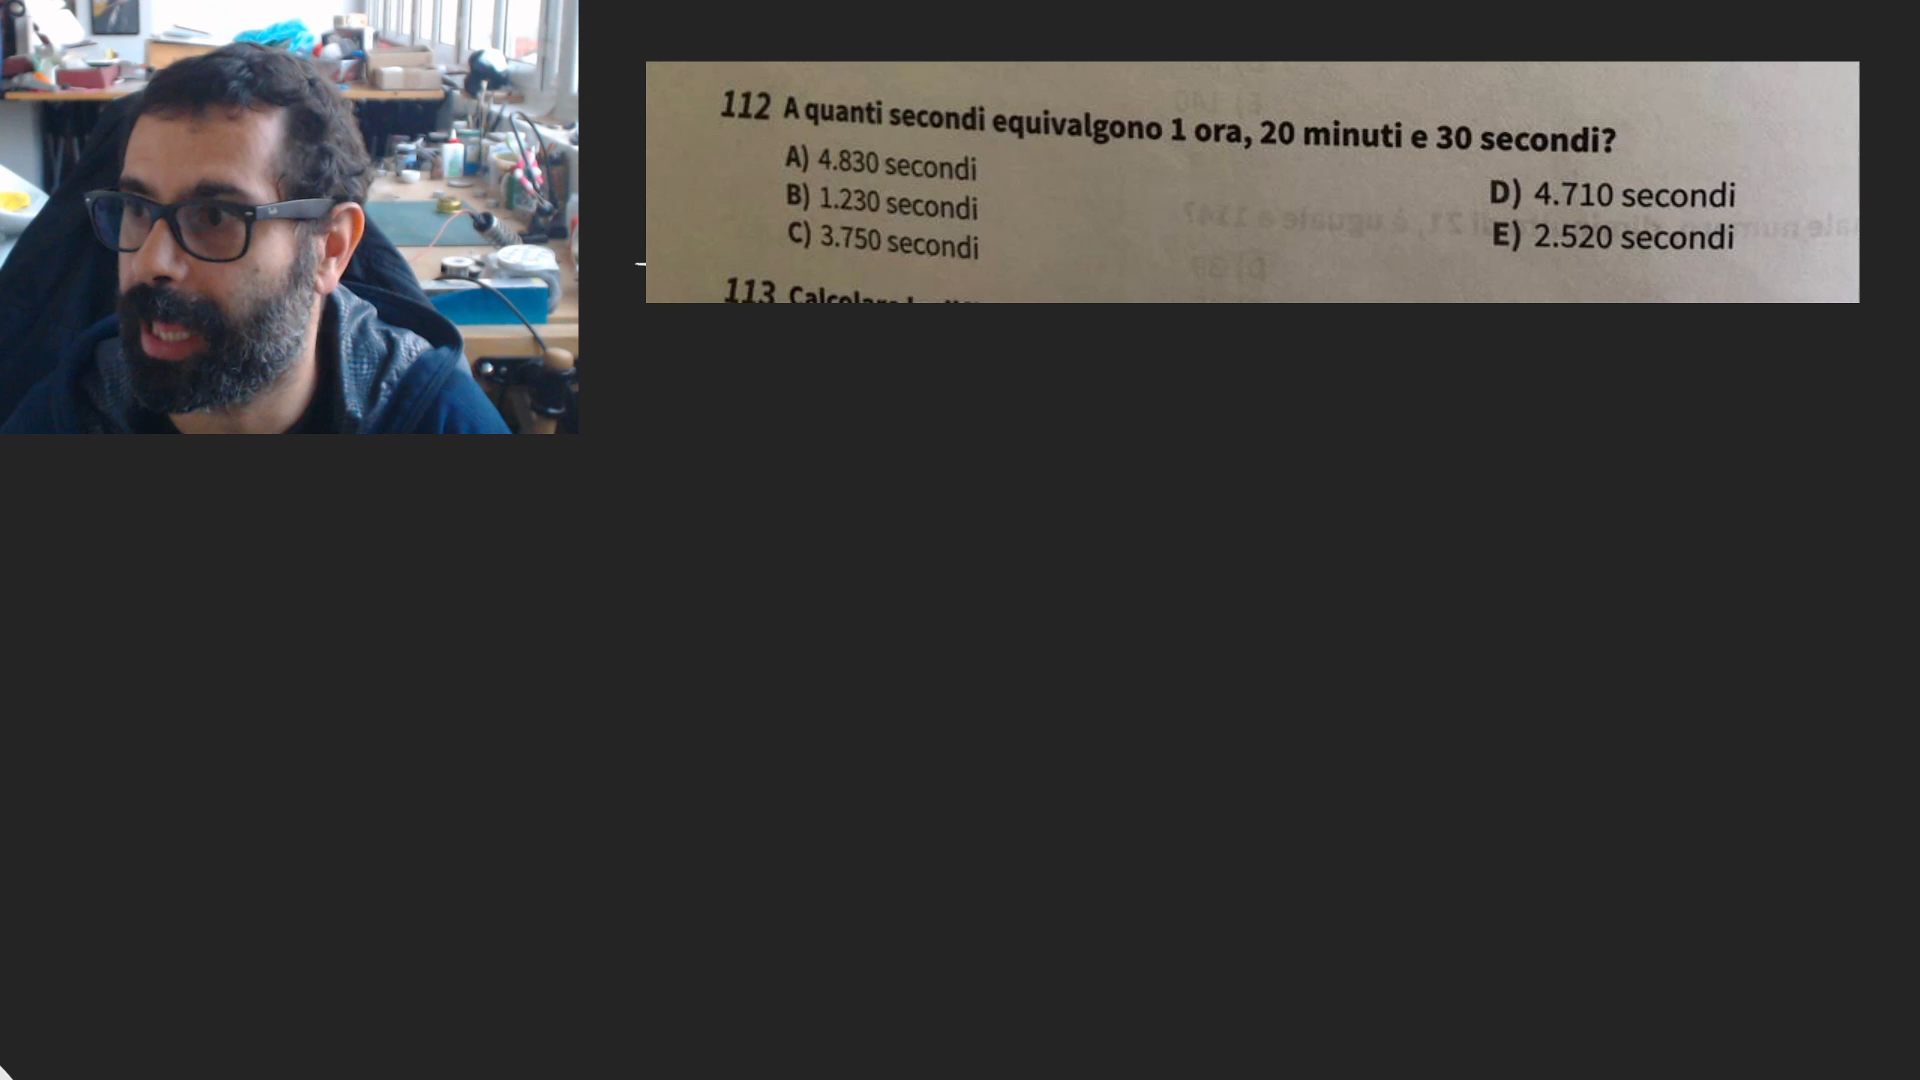 112 A quanti secondi equivalgono 1 ora, 20 minuti e 30 secondi?
A) 4.830 secondi
B) 1.230 secondi
C) 3.750 secondi
D) 4.710 secondi
E) 2.520 secondi
113